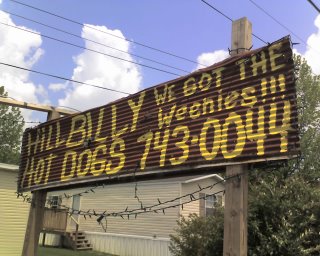 HILLBILLY WE GOT THE
Weenies!!!
HOT DOGS 743-0044